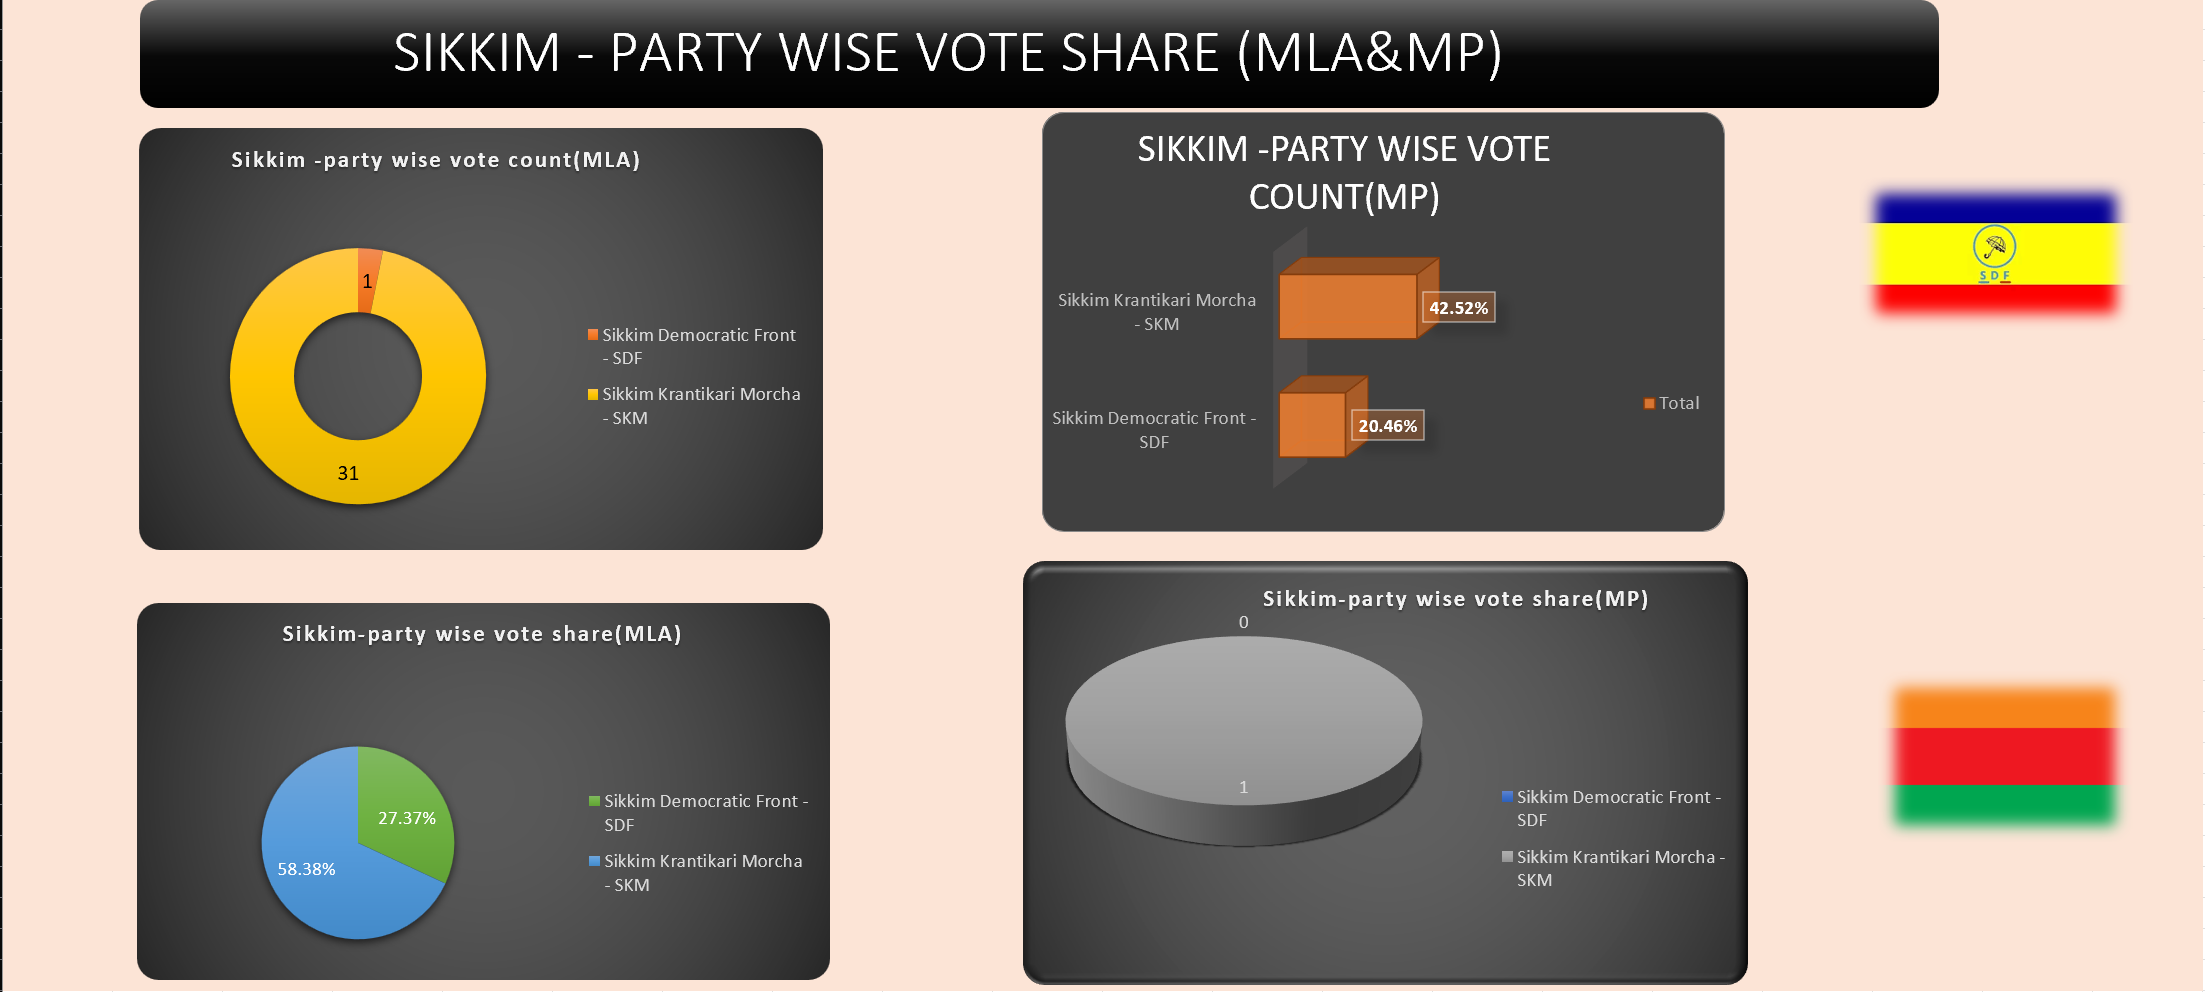 SIKKIM - PARTY WISE VOTE SHARE (MLA&MP)
Sikkim -party wise vote count(MLA)
1
31
Sikkim Democratic Front
- SDF
Sikkim Krantikari Morcha
- SKM
SIKKIM -PARTY WISE VOTE
COUNT(MP)
Sikkim Krantikari Morcha
- SKM
42.52%
Sikkim Democratic Front -
SDF
20.46%
Total
SDF
Sikkim-party wise vote share(MLA)
27.37%
58.38%
Sikkim Democratic Front -
SDF
Sikkim Krantikari Morcha
- SKM
Sikkim-party wise vote share(MP)
0
1
Sikkim Democratic Front -
SDF
Sikkim Krantikari Morcha -
SKM